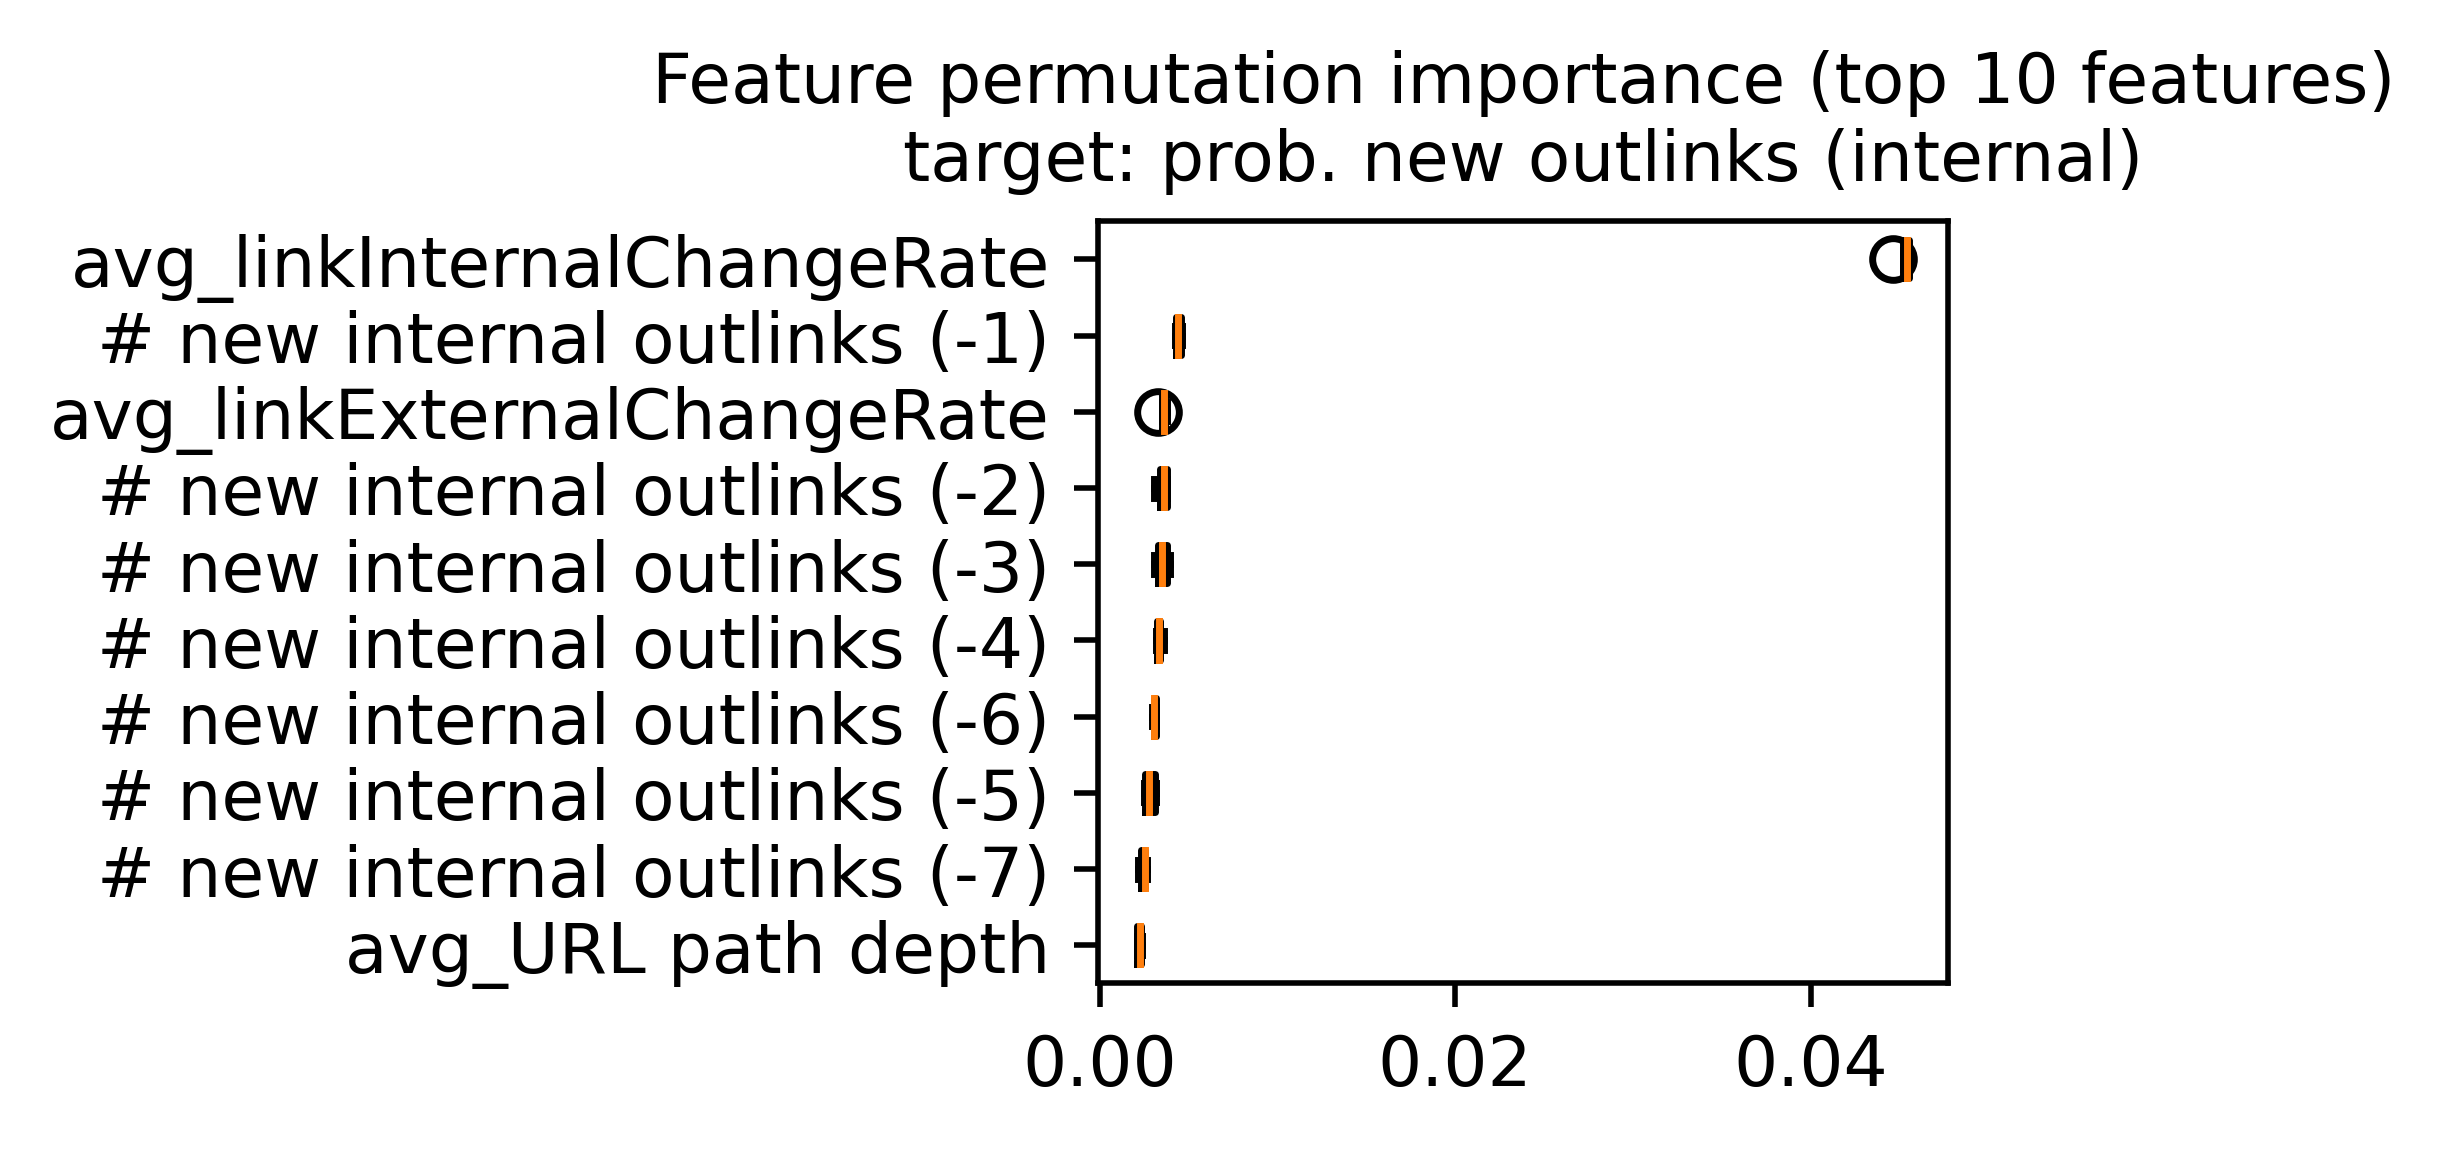 Feature permutation importance (top 10 features)
target: prob. new outlinks (internal)
avg_linkInternalChangeRate
# new internal outlinks (-1)
avg_linkExternalChangeRate
# new internal outlinks (-2)
# new internal outlinks (-3)
# new internal outlinks (-4)
# new internal outlinks (-6)
# new internal outlinks (-5)
# new internal outlinks (-7)
avg_URL path depth
0.00 0.02 0.04